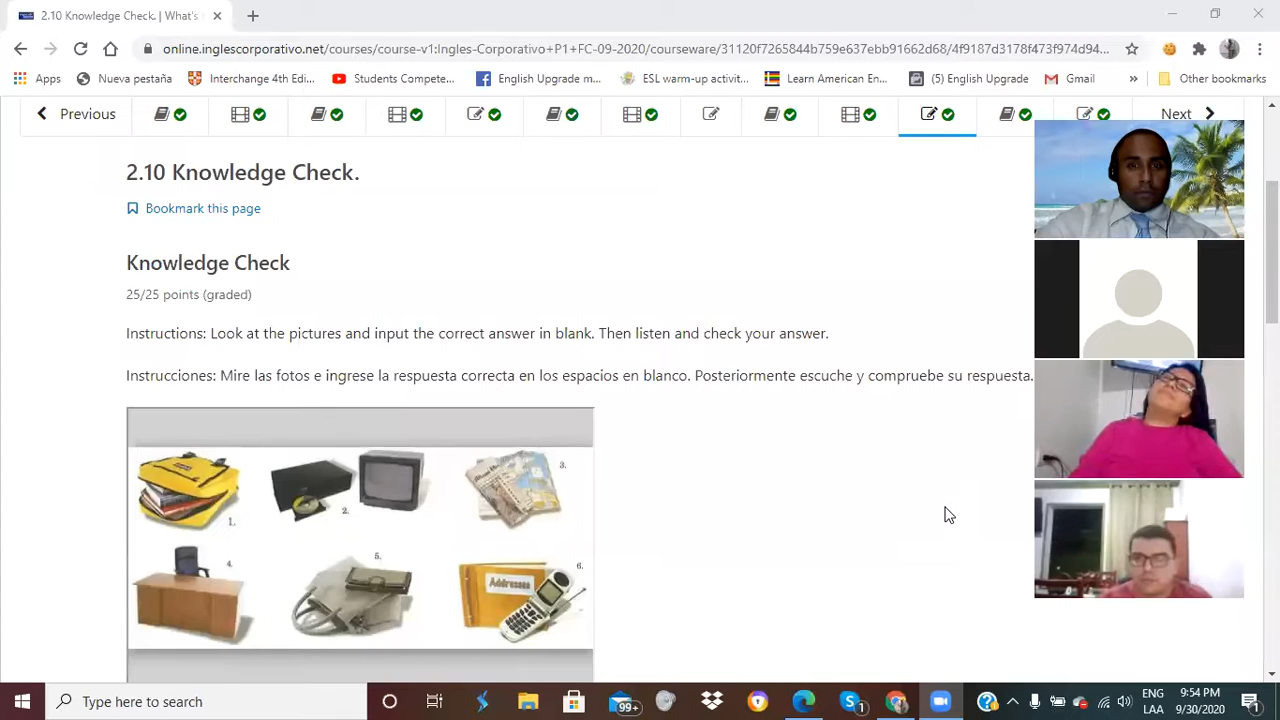 2.10 Knowledge Check. | What's
online.inglescorporativo.net/courses/course-v1:Ingles-Corporativo+P1+FC-09-2020/courseware/31120f7265844b759e637ebb91662d68/4f9187d3178f473f974d94...
Apps Nueva pestaña Interchange 4th Edi... Students Compete... English Upgrade m... ESL warm-up activit... Learn American En... (5) English Upgrade Gmail » Other bookmarks
Previous Next
2.10 Knowledge Check.
Bookmark this page
Knowledge Check
25/25 points (graded)
Instructions: Look at the pictures and input the correct answer in blank. Then listen and check your answer.
Instrucciones: Mire las fotos e ingrese la respuesta correcta en los espacios en blanco. Posteriormente escuche y compruebe su respuesta.
1. 2. 3.
4. 5. 6.
Addresses
Type here to search
99+
1
ENG
LAA
9:54 PM
9/30/2020
1